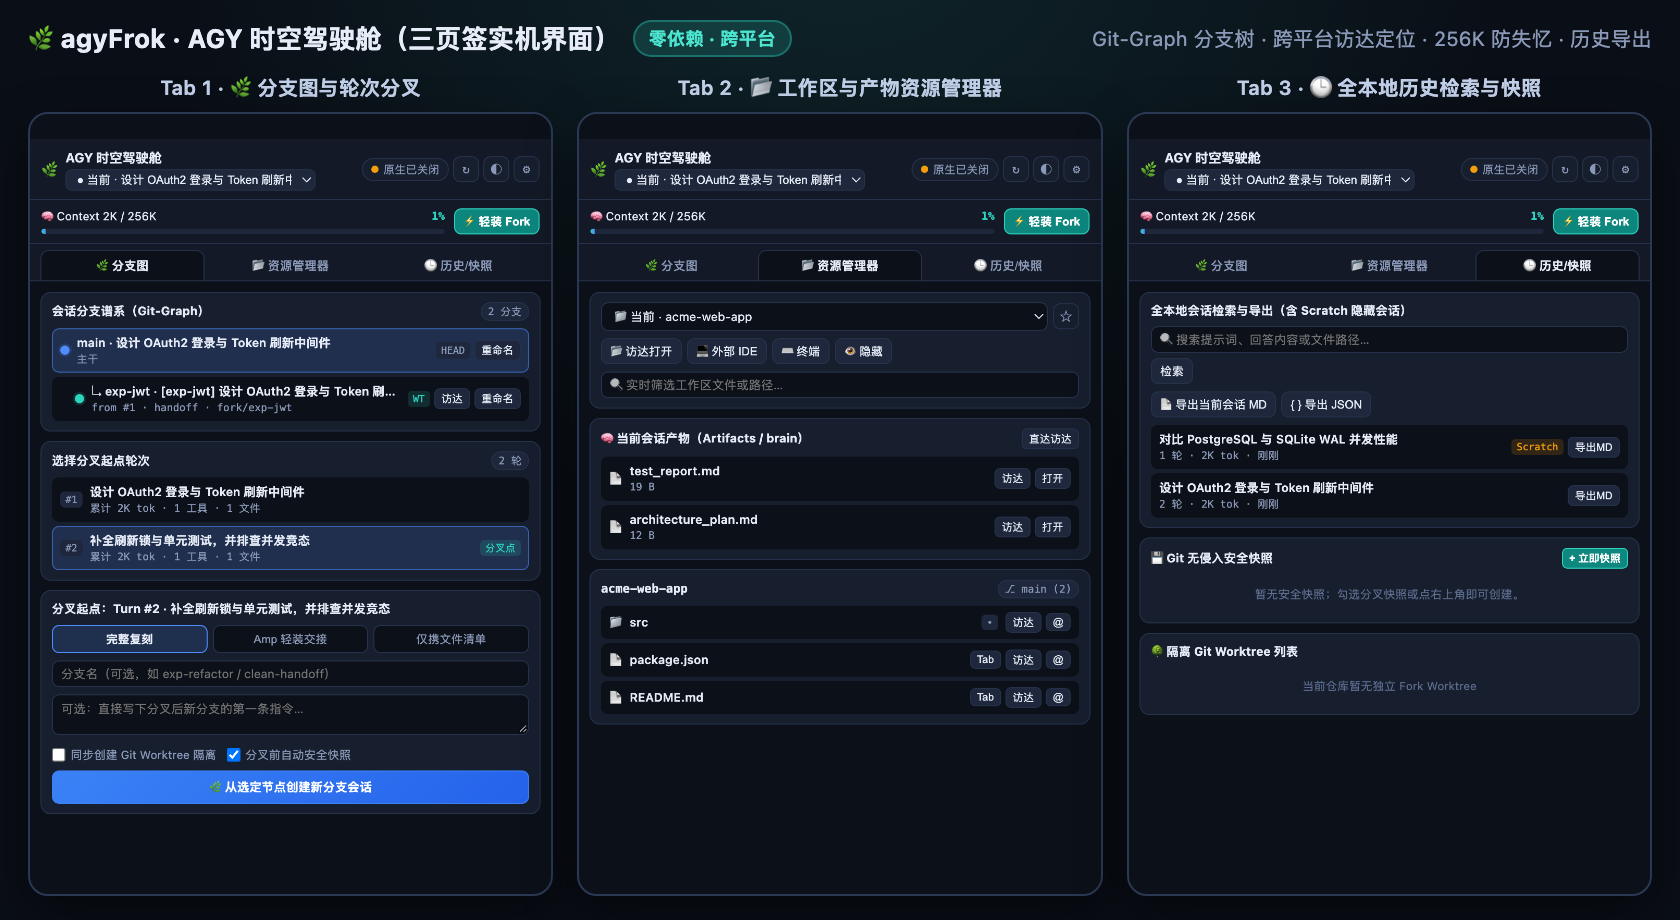 agyFrok · AGY 时空驾驶舱（三页签实机界面）
零依赖 · 跨平台
Git-Graph 分支树 · 跨平台访达定位 · 256K 防失忆 · 历史导出
Tab 1 · 分支图与轮次分叉
AGY 时空驾驶舱
● 当前 · 设计 OAuth2 登录与 Token 刷新中
原生已关闭
Context 2K / 256K
1%
轻装 Fork
分支图
资源管理器
历史/快照
会话分支谱系（Git-Graph）
2 分支
main · 设计 OAuth2 登录与 Token 刷新中间件
主干
HEAD
重命名
exp-jwt · [exp-jwt] 设计 OAuth2 登录与 Token 刷...
from #1 · handoff · fork/exp-jwt
WT
访达
重命名
选择分叉起点轮次
2 轮
#1
设计 OAuth2 登录与 Token 刷新中间件
累计 2K tok · 1 工具 · 1 文件
#2
补全刷新锁与单元测试，并排查并发竞态
累计 2K tok · 1 工具 · 1 文件
分叉点
分叉起点：Turn #2 · 补全刷新锁与单元测试，并排查并发竞态
完整复刻
Amp 轻装交接
仅携文件清单
分支名（可选，如 exp-refactor / clean-handoff）
可选：直接写下分叉后新分支的第一条指令...
同步创建 Git Worktree 隔离
分叉前自动安全快照
从选定节点创建新分支会话
Tab 2 · 工作区与产物资源管理器
AGY 时空驾驶舱
● 当前 · 设计 OAuth2 登录与 Token 刷新中
原生已关闭
Context 2K / 256K
1%
轻装 Fork
分支图
资源管理器
历史/快照
当前 · acme-web-app
☆
访达打开
外部 IDE
终端
隐藏
实时筛选工作区文件或路径...
当前会话产物（Artifacts / brain）
直达访达
test_report.md
19 B
访达
打开
architecture_plan.md
12 B
访达
打开
acme-web-app
main (2)
src
•
访达
@
package.json
Tab
访达
@
README.md
Tab
访达
@
Tab 3 · 全本地历史检索与快照
AGY 时空驾驶舱
● 当前 · 设计 OAuth2 登录与 Token 刷新中
原生已关闭
Context 2K / 256K
1%
轻装 Fork
分支图
资源管理器
历史/快照
全本地会话检索与导出（含 Scratch 隐藏会话）
搜索提示词、回答内容或文件路径...
检索
导出当前会话 MD
{ } 导出 JSON
对比 PostgreSQL 与 SQLite WAL 并发性能
1 轮 · 2K tok · 刚刚
Scratch
导出MD
设计 OAuth2 登录与 Token 刷新中间件
2 轮 · 2K tok · 刚刚
导出MD
Git 无侵入安全快照
+ 立即快照
暂无安全快照；勾选分叉快照或点右上角即可创建。
隔离 Git Worktree 列表
当前仓库暂无独立 Fork Worktree